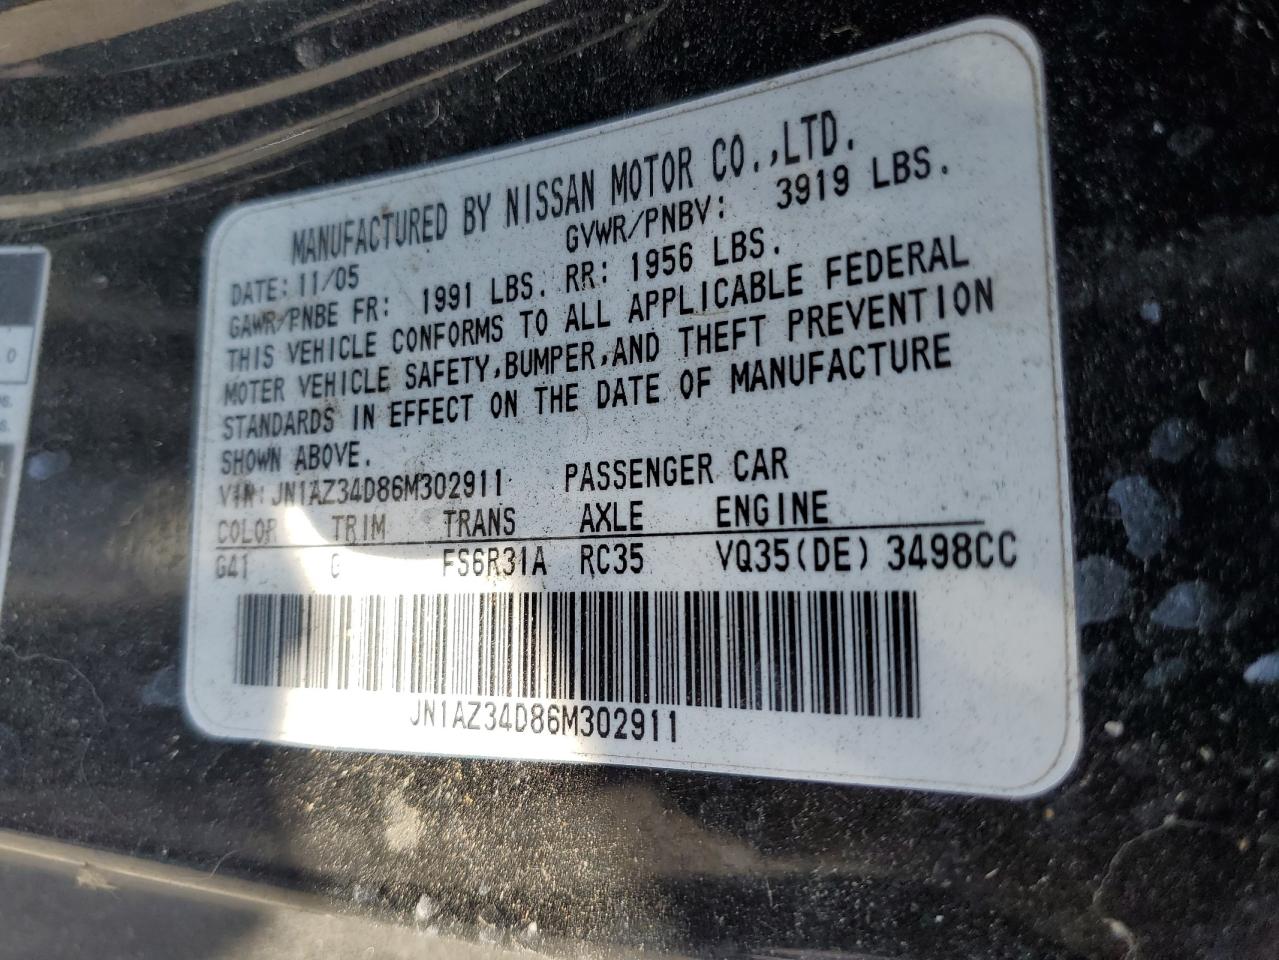 MANUFACTURED BY NISSAN MOTOR CO.,LTD.
DATE: 11/05 GVWR/PNBV: 3919 LBS.
GAWR/PNBE FR: 1991 LBS. RR: 1956 LBS.
THIS VEHICLE CONFORMS TO ALL APPLICABLE FEDERAL
MOTER VEHICLE SAFETY,BUMPER,AND THEFT PREVENTION
STANDARDS IN EFFECT ON THE DATE OF MANUFACTURE
SHOWN ABOVE.
VIN: JN1AZ34D86M302911 PASSENGER CAR
COLOR TRIM TRANS AXLE ENGINE
G41 G FS6R31A RC35 VQ35(DE) 3498CC
JN1AZ34D86M302911